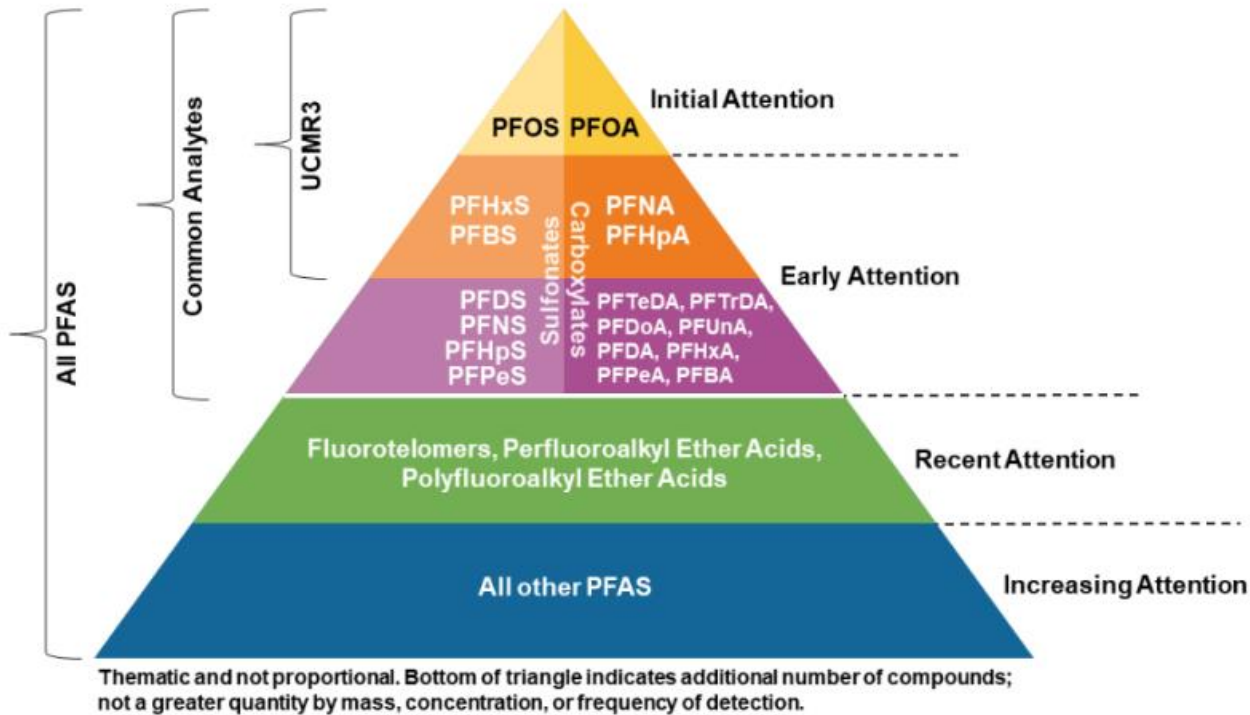 All PFAS
Common Analytes
UCMR3
PFOS PFOA
Initial Attention
PFHxS
PFBS
Sulfonates
Carboxylates
PFNA
PFHpA
Early Attention
PFDS
PFNS
PFHpS
PFPeS
PFTeDA, PFTrDA,
PFDoA, PFUnA,
PFDA, PFHxA,
PFPeA, PFBA
Fluorotelomers, Perfluoroalkyl Ether Acids,
Polyfluoroalkyl Ether Acids
Recent Attention
All other PFAS
Increasing Attention
Thematic and not proportional. Bottom of triangle indicates additional number of compounds;
not a greater quantity by mass, concentration, or frequency of detection.